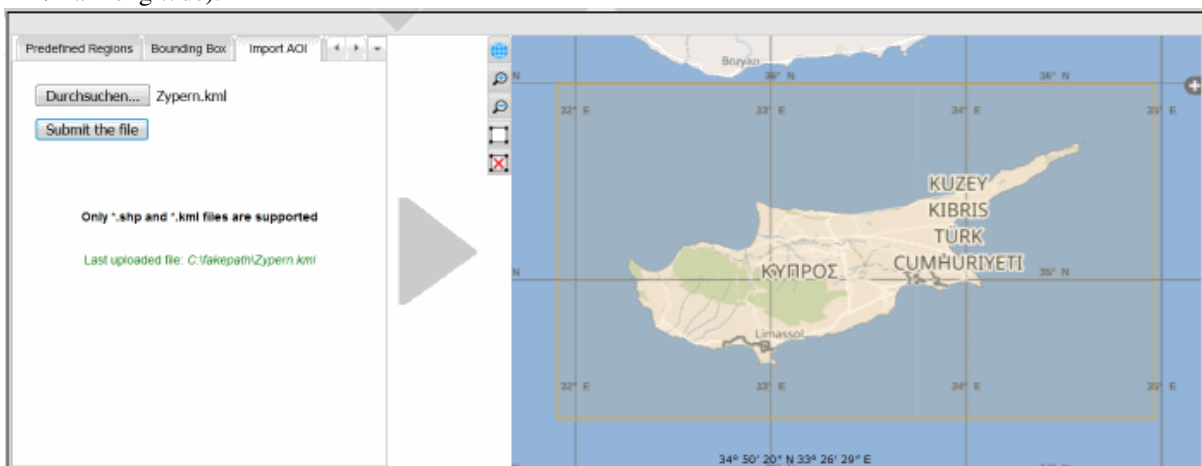 Predefined Regions Bounding Box Import AOI
Durchsuchen... Zypern.kml
Submit the file
Only *.shp and *.kml files are supported
Last uploaded file: C:\fakepath\Zypern.kml
Bozyazı
N 36° N 36° N
32° E 33° E 34° E 35° E
KUZEY
KIBRIS
TÜRK
CUMHURIYETI
ΚΥΠΡΟΣ
N 35° N
Limassol
32° E 33° E 34° E 35° E
34° 50' 20" N 33° 26' 29" E